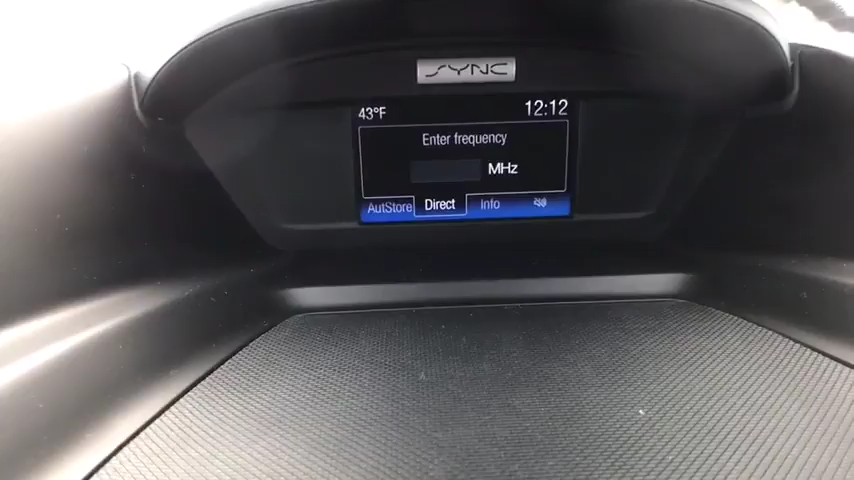 SYNC
43°F 12:12
Enter frequency
MHz
AutStore Direct Info